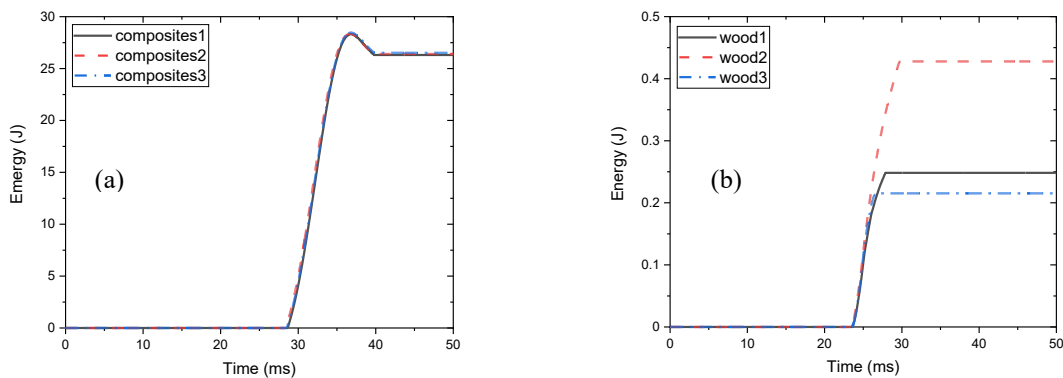 30
25
20
15
10
5
0
Emergy (J)
composites1
composites2
composites3
(a)
0 10 20 30 40 50
Time (ms)
0.5
0.4
0.3
0.2
0.1
0
Energy (J)
wood1
wood2
wood3
(b)
0 10 20 30 40 50
Time (ms)